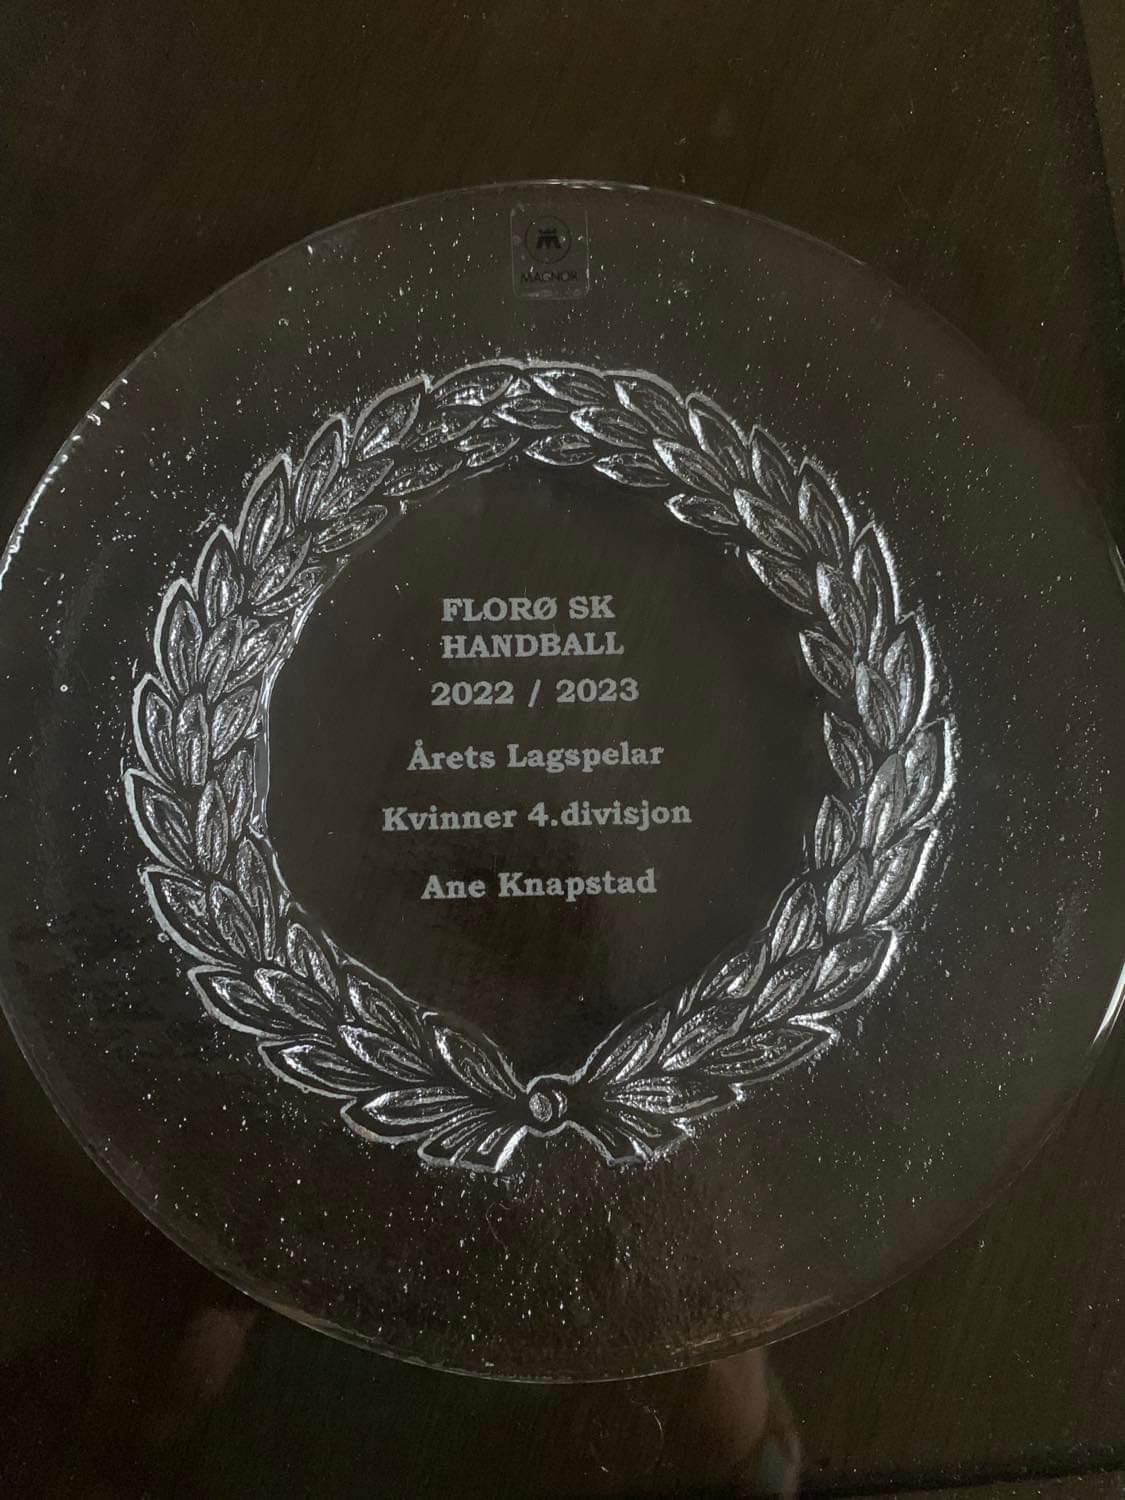 M
MAGNOR
FLORØ SK
HANDBALL
2022 / 2023
Årets Lagspelar
Kvinner 4.divisjon
Ane Knapstad